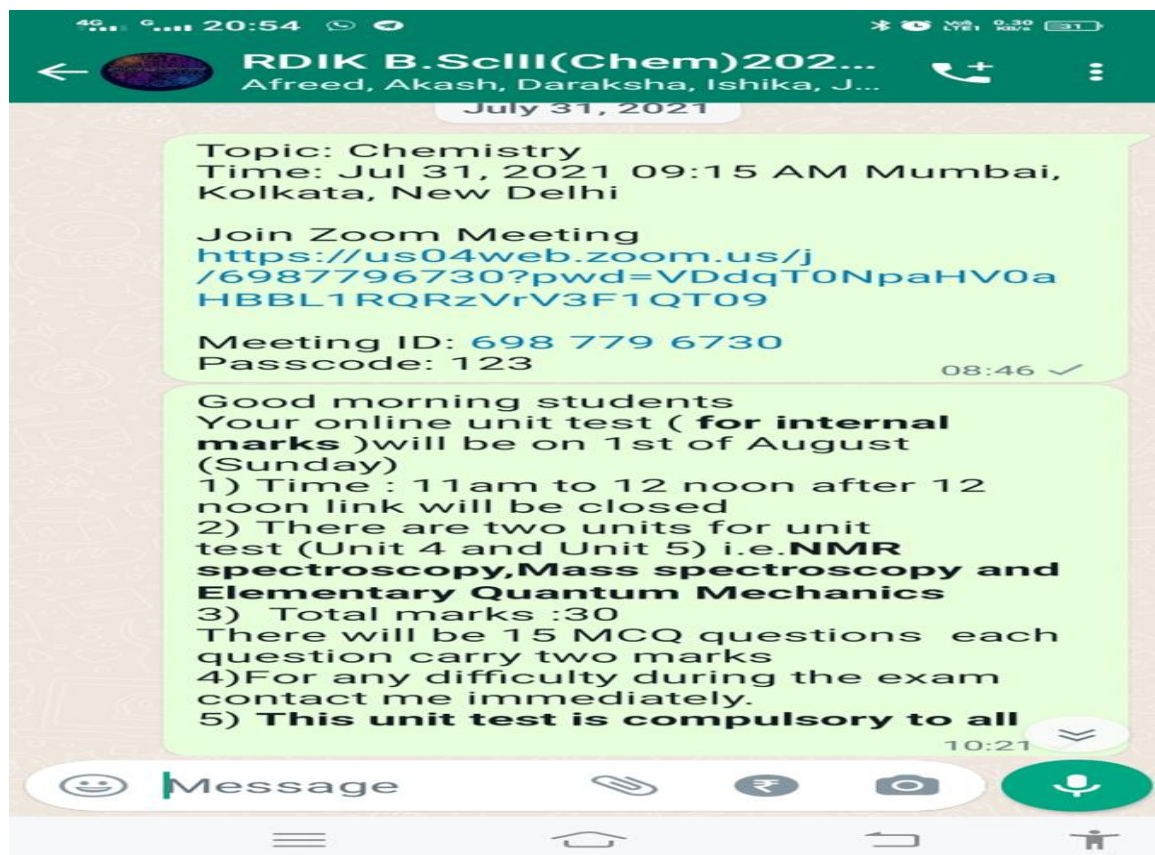 4G G 20:54 Vo) LTE1 0.30 KB/s 31
RDIK B.ScIII(Chem)202...
Afreed, Akash, Daraksha, Ishika, J...
July 31, 2021
Topic: Chemistry
Time: Jul 31, 2021 09:15 AM Mumbai,
Kolkata, New Delhi
Join Zoom Meeting
https://us04web.zoom.us/j
/6987796730?pwd=VDdqT0NpaHV0a
HBBL1RQRzVrV3F1QT09
Meeting ID: 698 779 6730
Passcode: 123
08:46
Good morning students
Your online unit test ( for internal
marks )will be on 1st of August
(Sunday)
1) Time : 11am to 12 noon after 12
noon link will be closed
2) There are two units for unit
test (Unit 4 and Unit 5) i.e.NMR
spectroscopy,Mass spectroscopy and
Elementary Quantum Mechanics
3)  Total marks :30
There will be 15 MCQ questions  each
question carry two marks
4)For any difficulty during the exam
contact me immediately.
5) This unit test is compulsory to all
10:21
Message